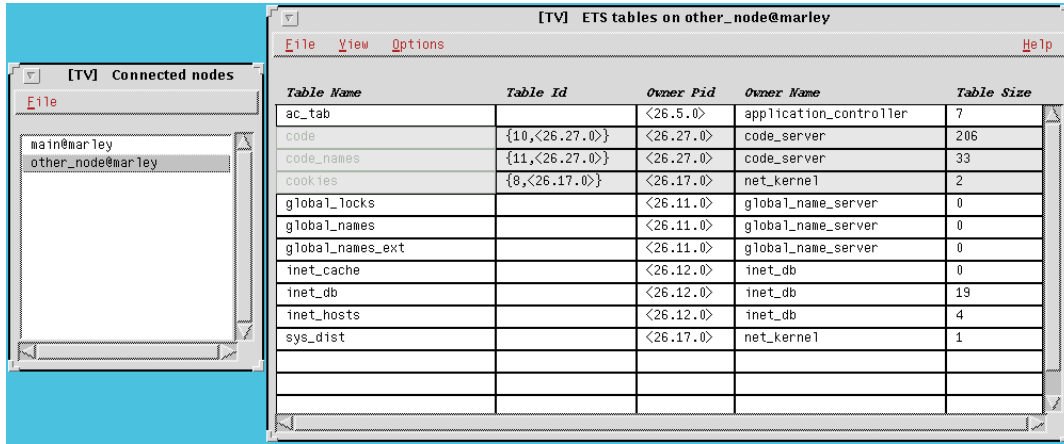 [TV] Connected nodes
File
main@marley
other_node@marley
[TV] ETS tables on other_node@marley
File View Options Help
Table Name Table Id Owner Pid Owner Name Table Size
ac_tab <26.5.0> application_controller 7
code {10,<26.27.0>} <26.27.0> code_server 206
code_names {11,<26.27.0>} <26.27.0> code_server 33
cookies {8,<26.17.0>} <26.17.0> net_kernel 2
global_locks <26.11.0> global_name_server 0
global_names <26.11.0> global_name_server 0
global_names_ext <26.11.0> global_name_server 0
inet_cache <26.12.0> inet_db 0
inet_db <26.12.0> inet_db 19
inet_hosts <26.12.0> inet_db 4
sys_dist <26.17.0> net_kernel 1